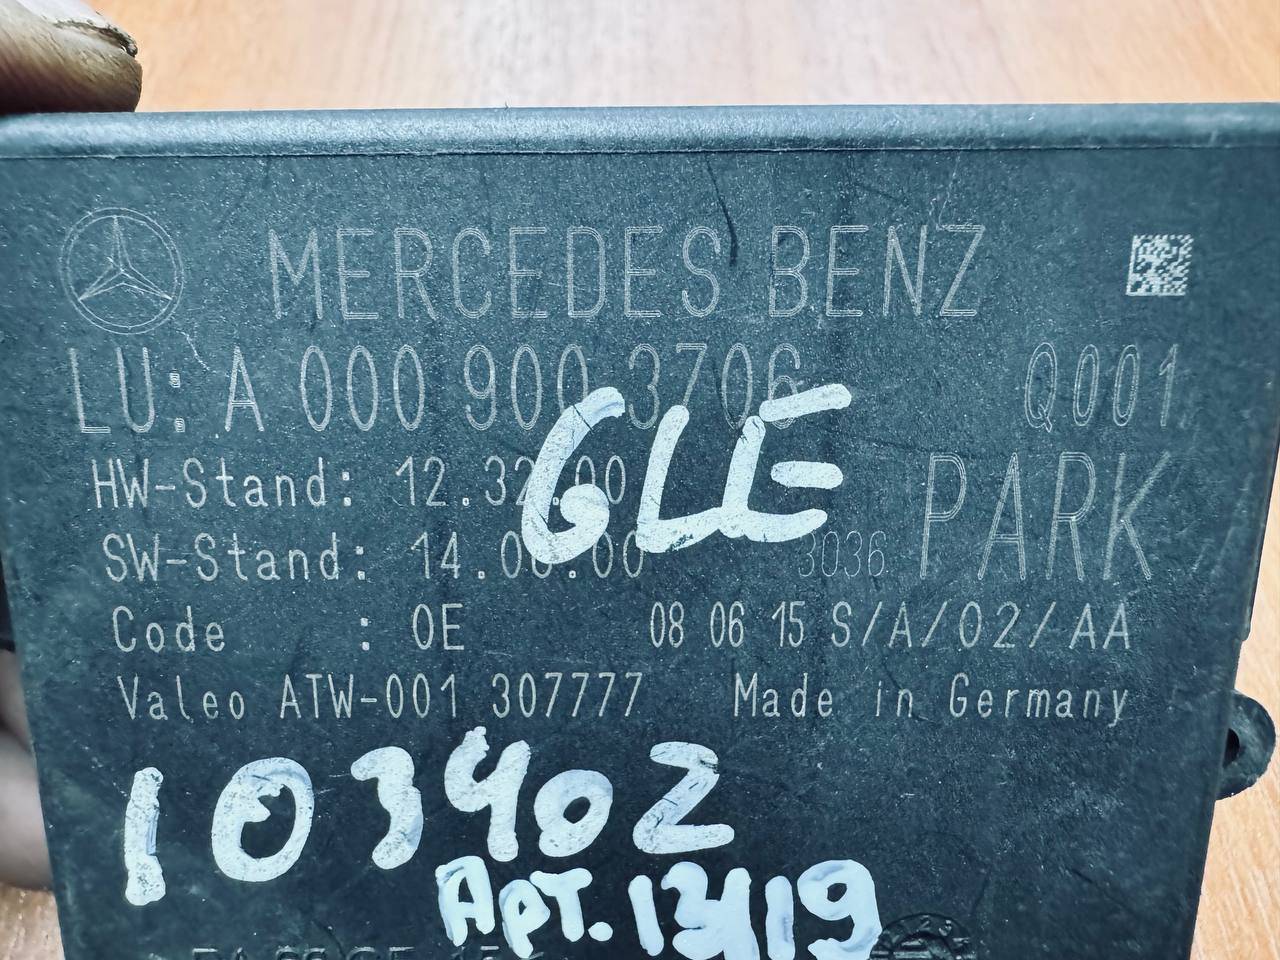 MERCEDES BENZ
LU: A 000 900 3706 Q001
GLE
HW-Stand: 12.32.00 PARK
SW-Stand: 14.00.00 3036
Code : 0E 08 06 15 S/A/02/AA
Valeo ATW-001 307777 Made in Germany
103402
Арт. 13419